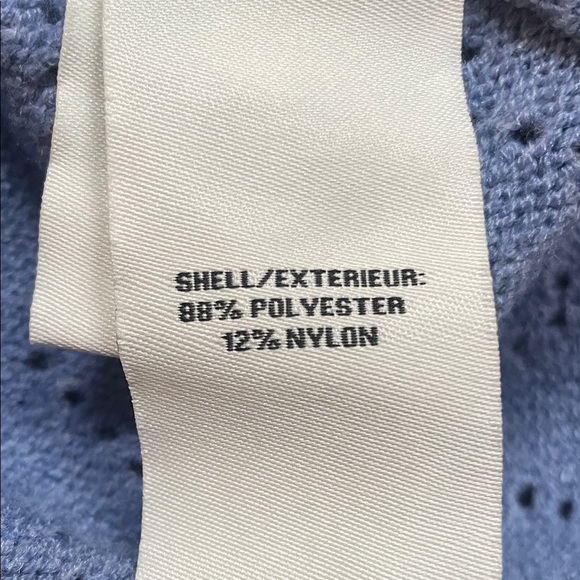 SHELL/EXTERIEUR:
88% POLYESTER
12% NYLON